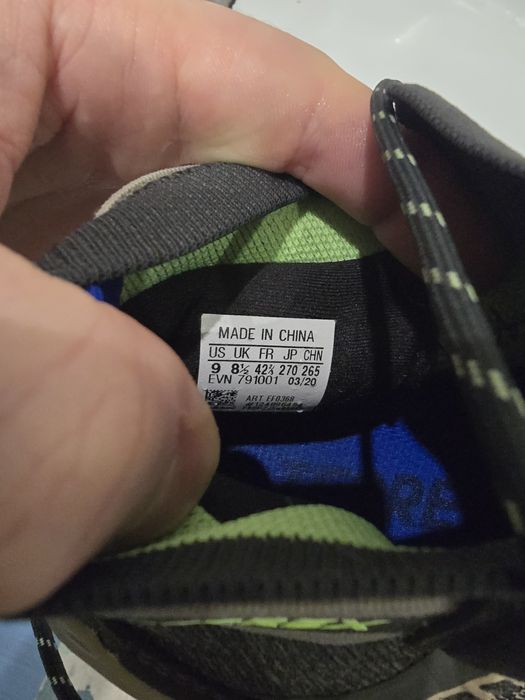 MADE IN CHINA
US UK FR JP CHN
9 8½ 42⅔ 270 265
EVN 791001 03/20
ART EF0368
RE